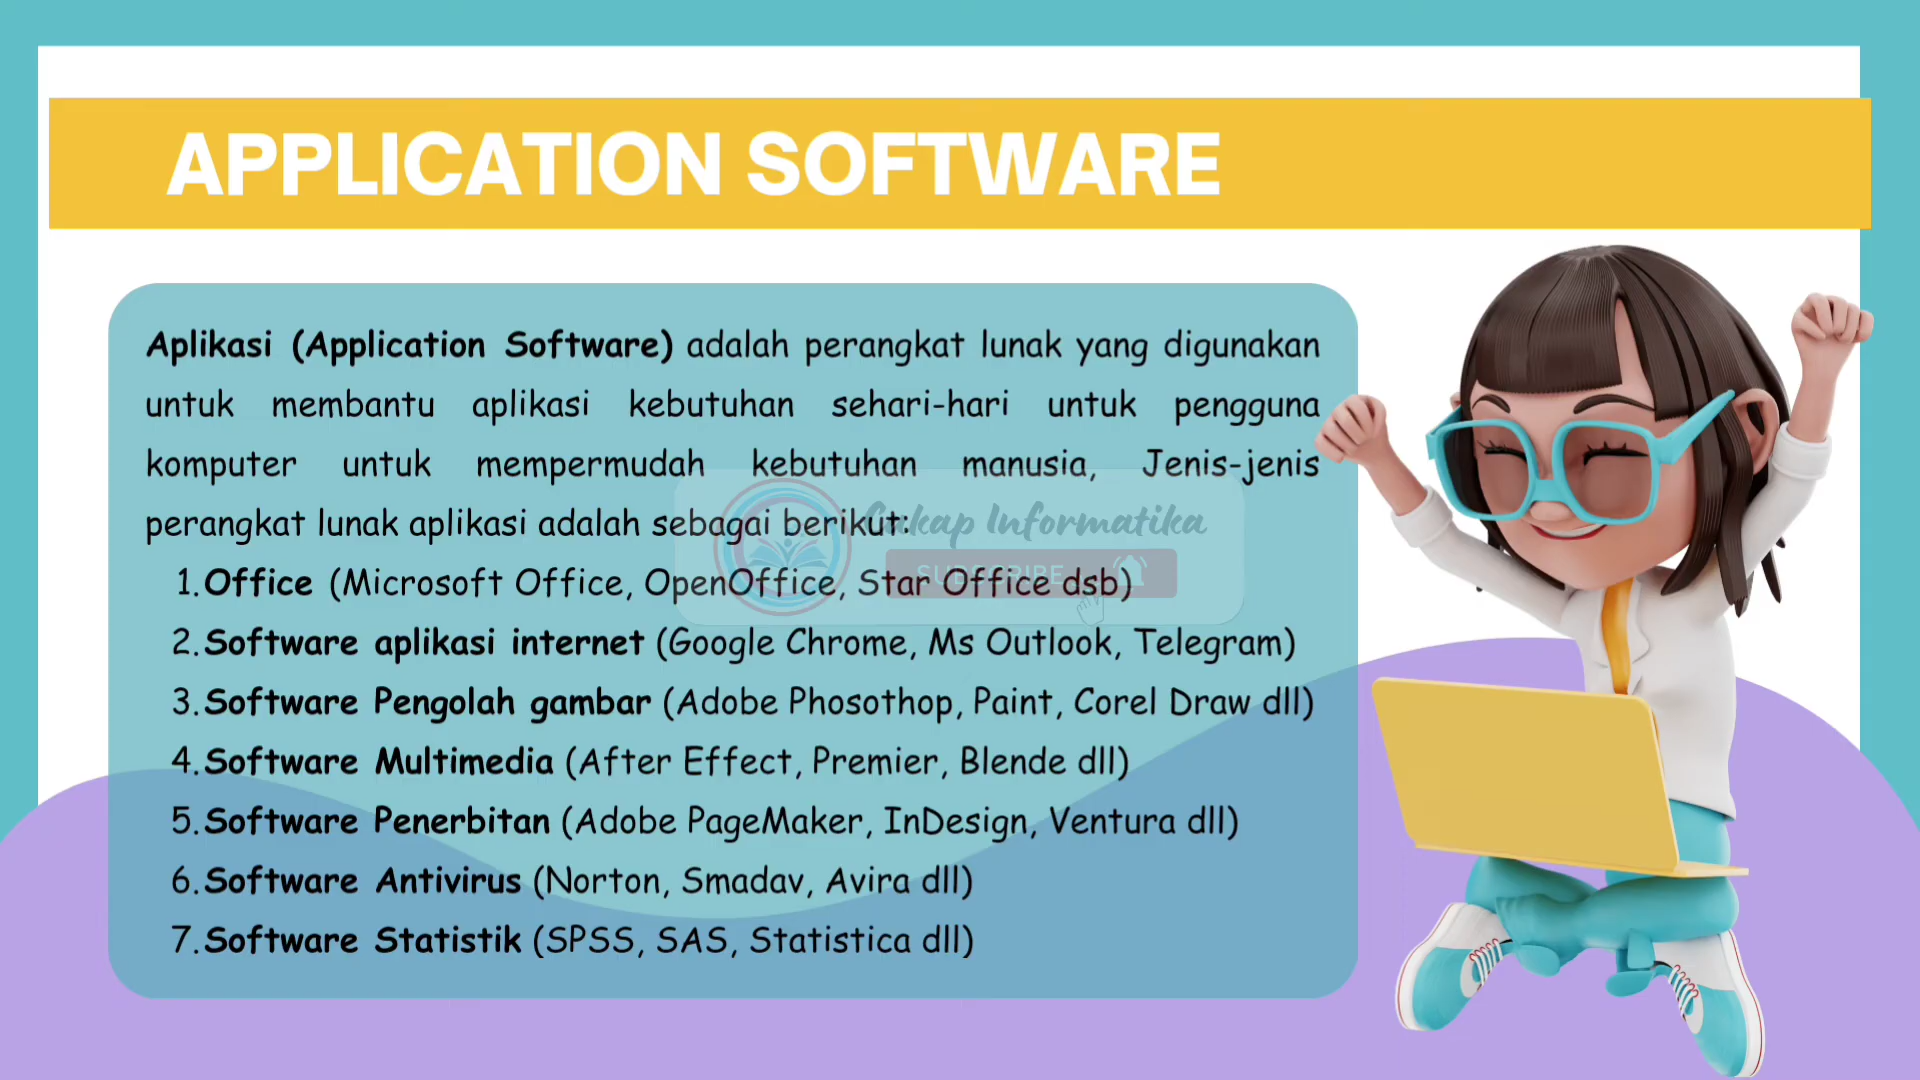 APPLICATION SOFTWARE
Aplikasi (Application Software) adalah perangkat lunak yang digunakan
untuk membantu aplikasi kebutuhan sehari-hari untuk pengguna
komputer untuk mempermudah kebutuhan manusia, Jenis-jenis
perangkat lunak aplikasi adalah sebagai berikut:
Cakap Informatika
SUBSCRIBE
1. Office (Microsoft Office, OpenOffice, Star Office dsb)
2. Software aplikasi internet (Google Chrome, Ms Outlook, Telegram)
3. Software Pengolah gambar (Adobe Phosothop, Paint, Corel Draw dll)
4. Software Multimedia (After Effect, Premier, Blende dll)
5. Software Penerbitan (Adobe PageMaker, InDesign, Ventura dll)
6. Software Antivirus (Norton, Smadav, Avira dll)
7. Software Statistik (SPSS, SAS, Statistica dll)